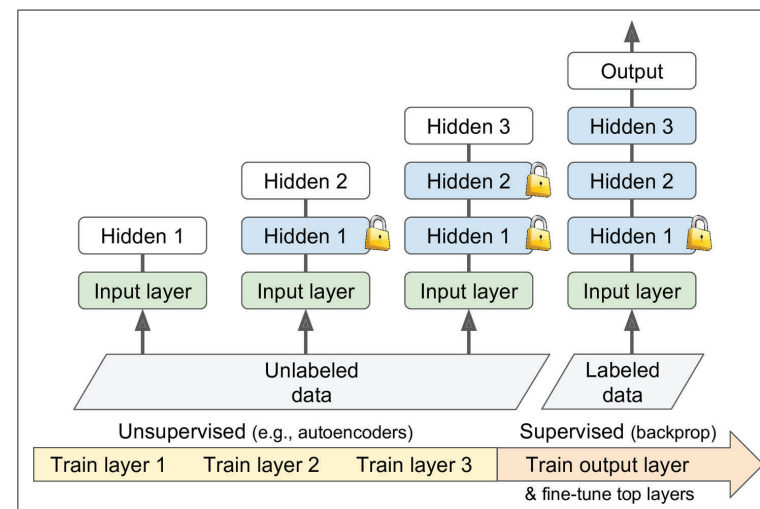 Output
Hidden 3
Hidden 3
Hidden 2
Hidden 2
Hidden 2
Hidden 1
Hidden 1
Hidden 1
Hidden 1
Input layer
Input layer
Input layer
Input layer
Unlabeled
data
Labeled
data
Unsupervised (e.g., autoencoders)
Supervised (backprop)
Train layer 1
Train layer 2
Train layer 3
Train output layer
& fine-tune top layers